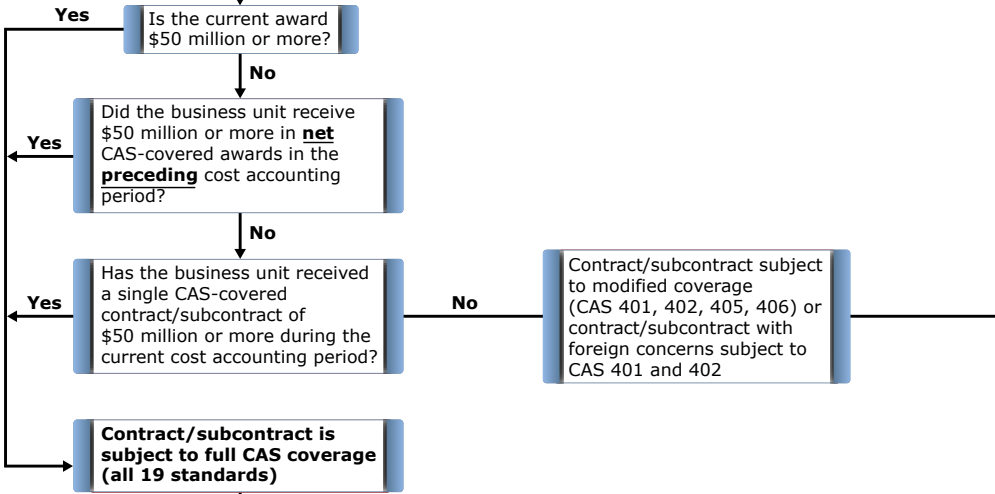 Yes
Is the current award
$50 million or more?
No
Did the business unit receive
$50 million or more in net
CAS-covered awards in the
preceding cost accounting
period?
Yes
No
Has the business unit received
a single CAS-covered
contract/subcontract of
$50 million or more during the
current cost accounting period?
Yes
No
Contract/subcontract subject
to modified coverage
(CAS 401, 402, 405, 406) or
contract/subcontract with
foreign concerns subject to
CAS 401 and 402
Contract/subcontract is
subject to full CAS coverage
(all 19 standards)